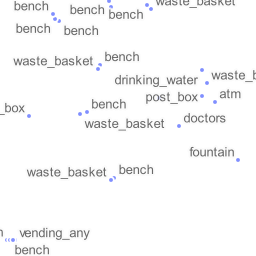 bench
bench
bench
bench
bench
waste_basket
bench
waste_basket
drinking_water
waste_b
post_box
atm
_box
bench
waste_basket
doctors
fountain
bench
waste_basket
vending_any
bench